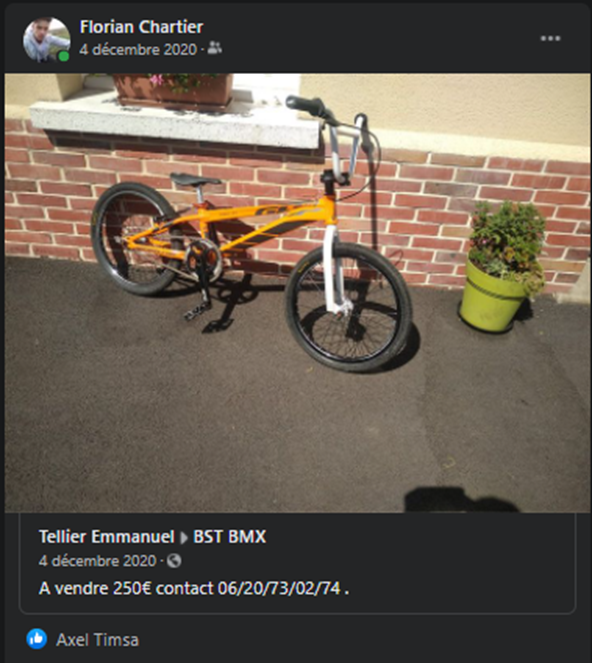 Florian Chartier
4 décembre 2020 ·
Tellier Emmanuel ▸ BST BMX
4 décembre 2020 ·
A vendre 250€ contact 06/20/73/02/74 .
Axel Timsa